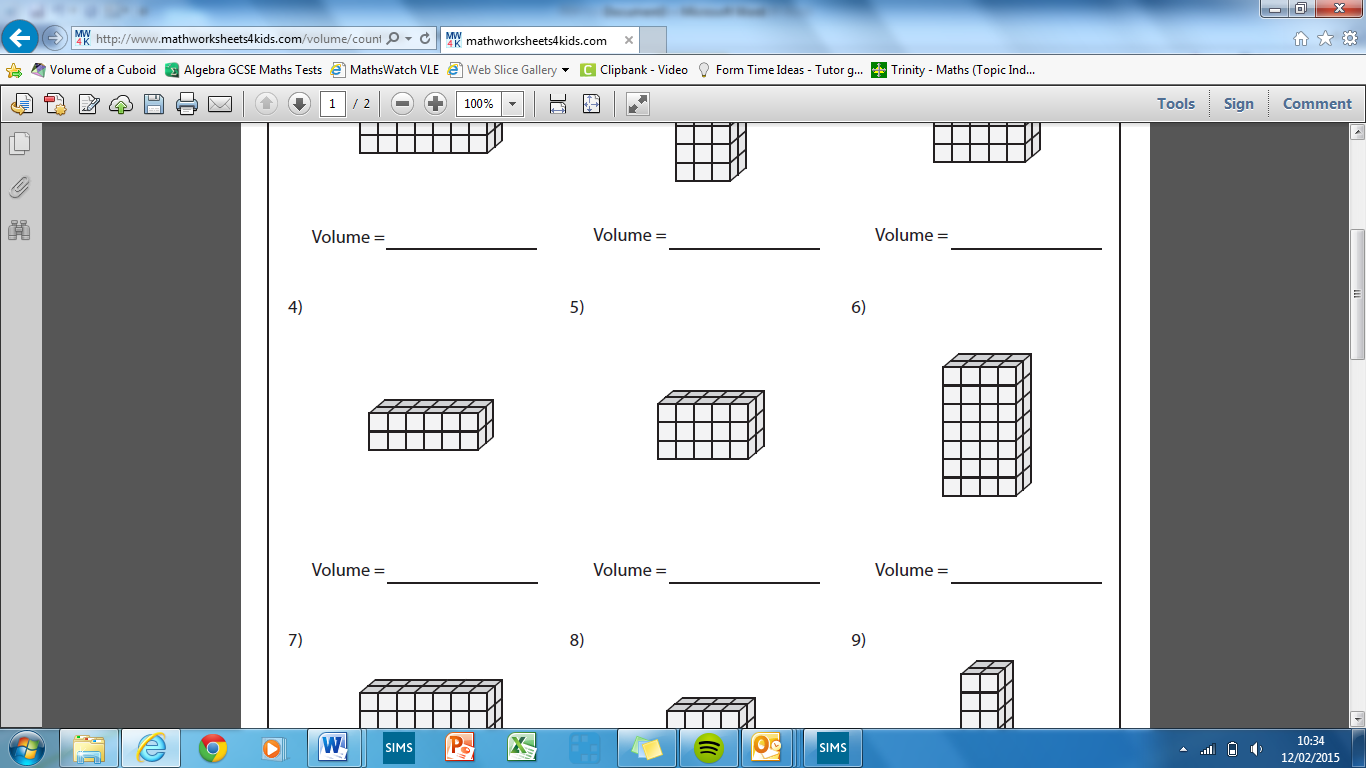 http://www.mathworksheets4kids.com/volume/count
MW
4K
mathworksheets4kids.com
Volume of a Cuboid
Algebra GCSE Maths Tests
MathsWatch VLE
Web Slice Gallery
Clipbank - Video
Form Time Ideas - Tutor g...
Trinity - Maths (Topic Ind...
1 / 2
100%
Tools
Sign
Comment
Volume =
Volume =
Volume =
4)
5)
6)
Volume =
Volume =
Volume =
7)
8)
9)
SIMS
SIMS
10:34
12/02/2015